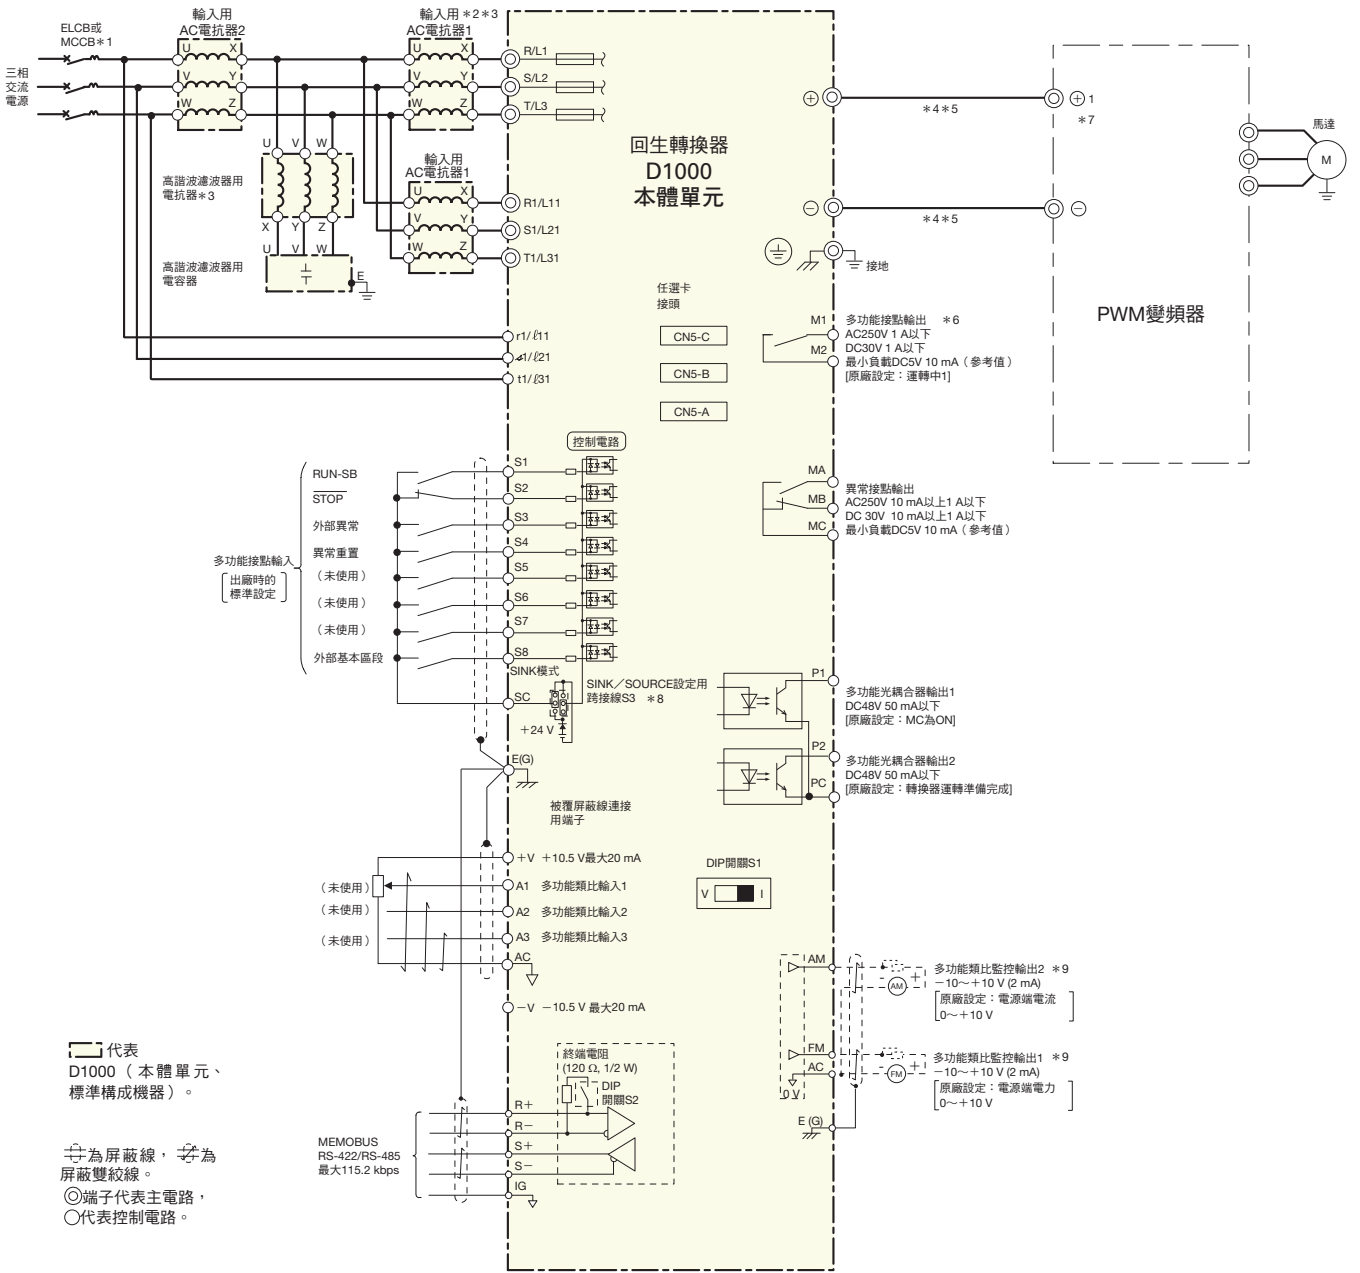 ELCB或
MCCB＊1
三相
交流
電源
輸入用
AC電抗器2
U X
V Y
W Z
輸入用＊2＊3
AC電抗器1
U X
V Y
W Z
R/L1
S/L2
T/L3
U V W
高諧波濾波器用
電抗器＊3
X Y Z
U V W
高諧波濾波器用
電容器
E
輸入用
AC電抗器1
U X
V Y
W Z
R1/L11
S1/L21
T1/L31
r1/ℓ11
s1/ℓ21
t1/ℓ31
回生轉換器
D1000
本體單元
＋
＊4＊5
＋1
＊7
－
＊4＊5
－
接地
馬達
M
PWM變頻器
任選卡
接頭
CN5-C
CN5-B
CN5-A
M1
M2
多功能接點輸出 ＊6
AC250V 1 A以下
DC30V 1 A以下
最小負載DC5V 10 mA（參考值）
[原廠設定：運轉中1]
控制電路
多功能接點輸入
出廠時的
標準設定
RUN-SB
STOP
外部異常
異常重置
（未使用）
（未使用）
（未使用）
外部基本區段
S1
S2
S3
S4
S5
S6
S7
S8
SINK模式
SC
＋24 V
SINK／SOURCE設定用
跨接線S3 ＊8
MA
MB
MC
異常接點輸出
AC250V 10 mA以上1 A以下
DC 30V 10 mA以上1 A以下
最小負載DC5V 10 mA（參考值）
P1
多功能光耦合器輸出1
DC48V 50 mA以下
[原廠設定：MC為ON]
P2
PC
多功能光耦合器輸出2
DC48V 50 mA以下
[原廠設定：轉換器運轉準備完成]
E(G)
被覆屏蔽線連接
用端子
＋V ＋10.5 V最大20 mA
（未使用）
A1 多功能類比輸入1
（未使用）
A2 多功能類比輸入2
（未使用）
A3 多功能類比輸入3
AC
－V －10.5 V 最大20 mA
DIP開關S1
V I
AM
AM
－ ＋
多功能類比監控輸出2 ＊9
－10～＋10 V (2 mA)
原廠設定：電源端電流
0～＋10 V
FM
AC
0 V
FM
－ ＋
多功能類比監控輸出1 ＊9
－10～＋10 V (2 mA)
原廠設定：電源端電力
0～＋10 V
E (G)
終端電阻
(120 Ω, 1/2 W)
DIP
開關S2
MEMOBUS
RS-422/RS-485
最大115.2 kbps
R＋
R－
S＋
S－
IG
代表
D1000（本體單元、
標準構成機器）。
為屏蔽線，為
屏蔽雙絞線。
◎端子代表主電路，
○代表控制電路。